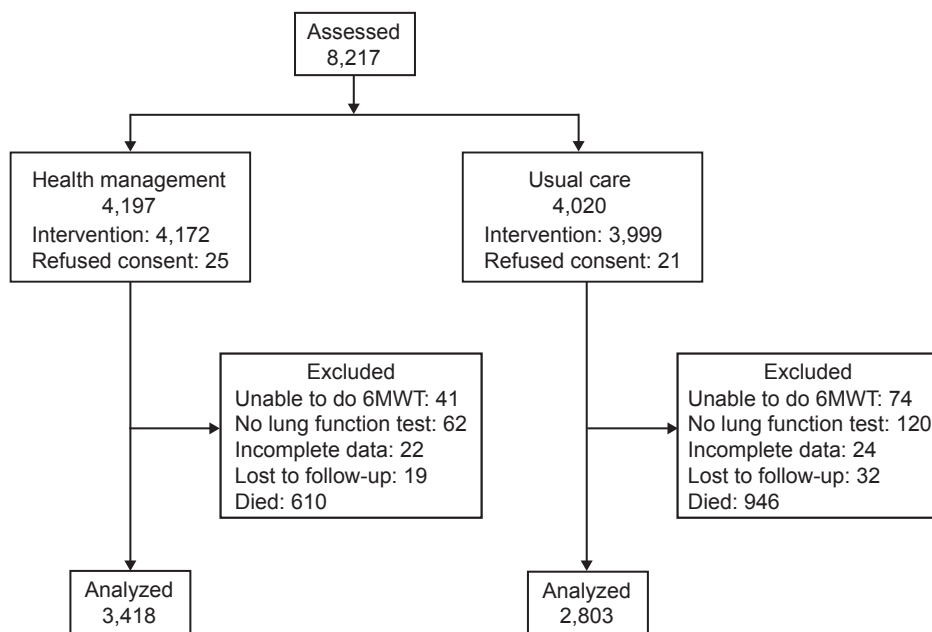 Assessed
8,217
Health management
4,197
Intervention: 4,172
Refused consent: 25
Usual care
4,020
Intervention: 3,999
Refused consent: 21
Excluded
Unable to do 6MWT: 41
No lung function test: 62
Incomplete data: 22
Lost to follow-up: 19
Died: 610
Excluded
Unable to do 6MWT: 74
No lung function test: 120
Incomplete data: 24
Lost to follow-up: 32
Died: 946
Analyzed
3,418
Analyzed
2,803